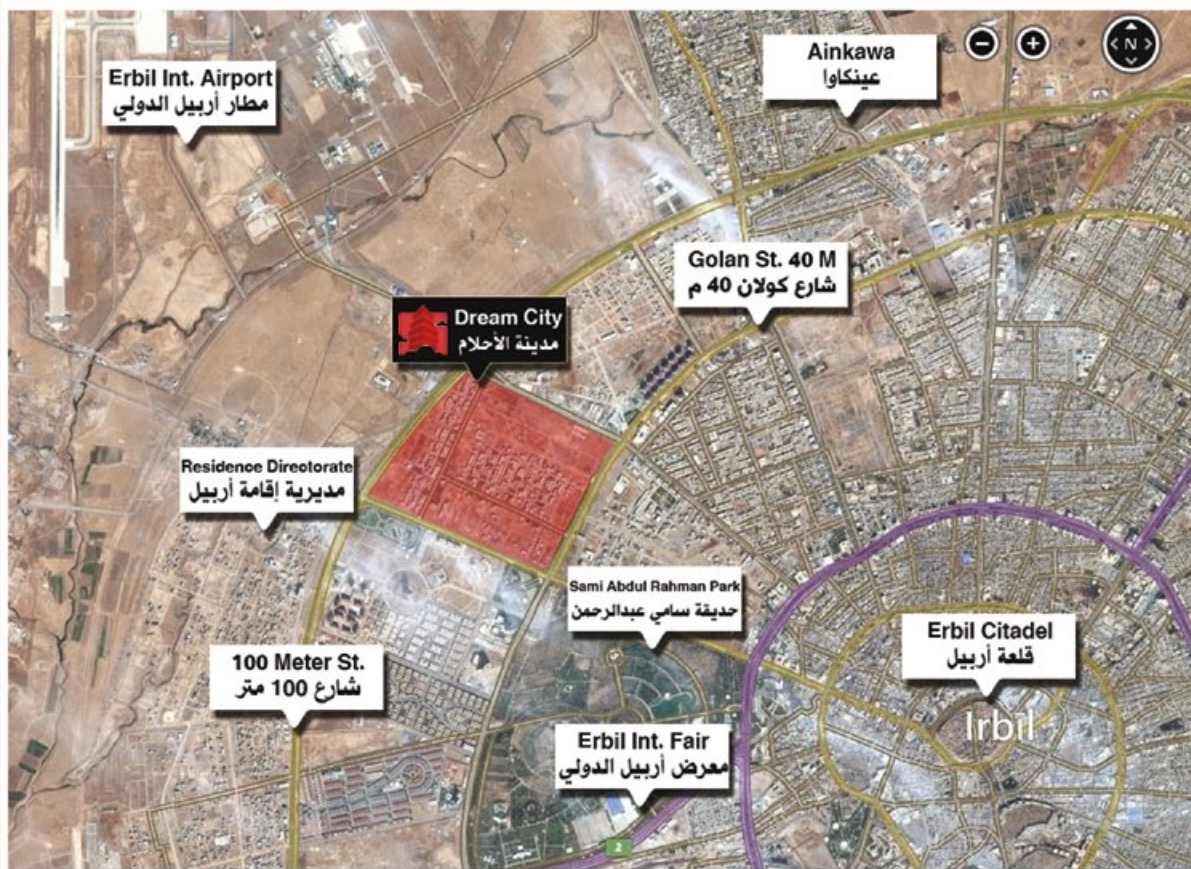 Erbil Int. Airport
مطار أربيل الدولي
Ainkawa
عينكاوا
N
Golan St. 40 M
شارع كولان 40 م
Dream City
مدينة الأحلام
Residence Directorate
مديرية إقامة أربيل
Sami Abdul Rahman Park
حديقة سامي عبدالرحمن
Erbil Citadel
قلعة أربيل
100 Meter St.
شارع 100 متر
Irbīl
Erbil Int. Fair
معرض أربيل الدولي
2